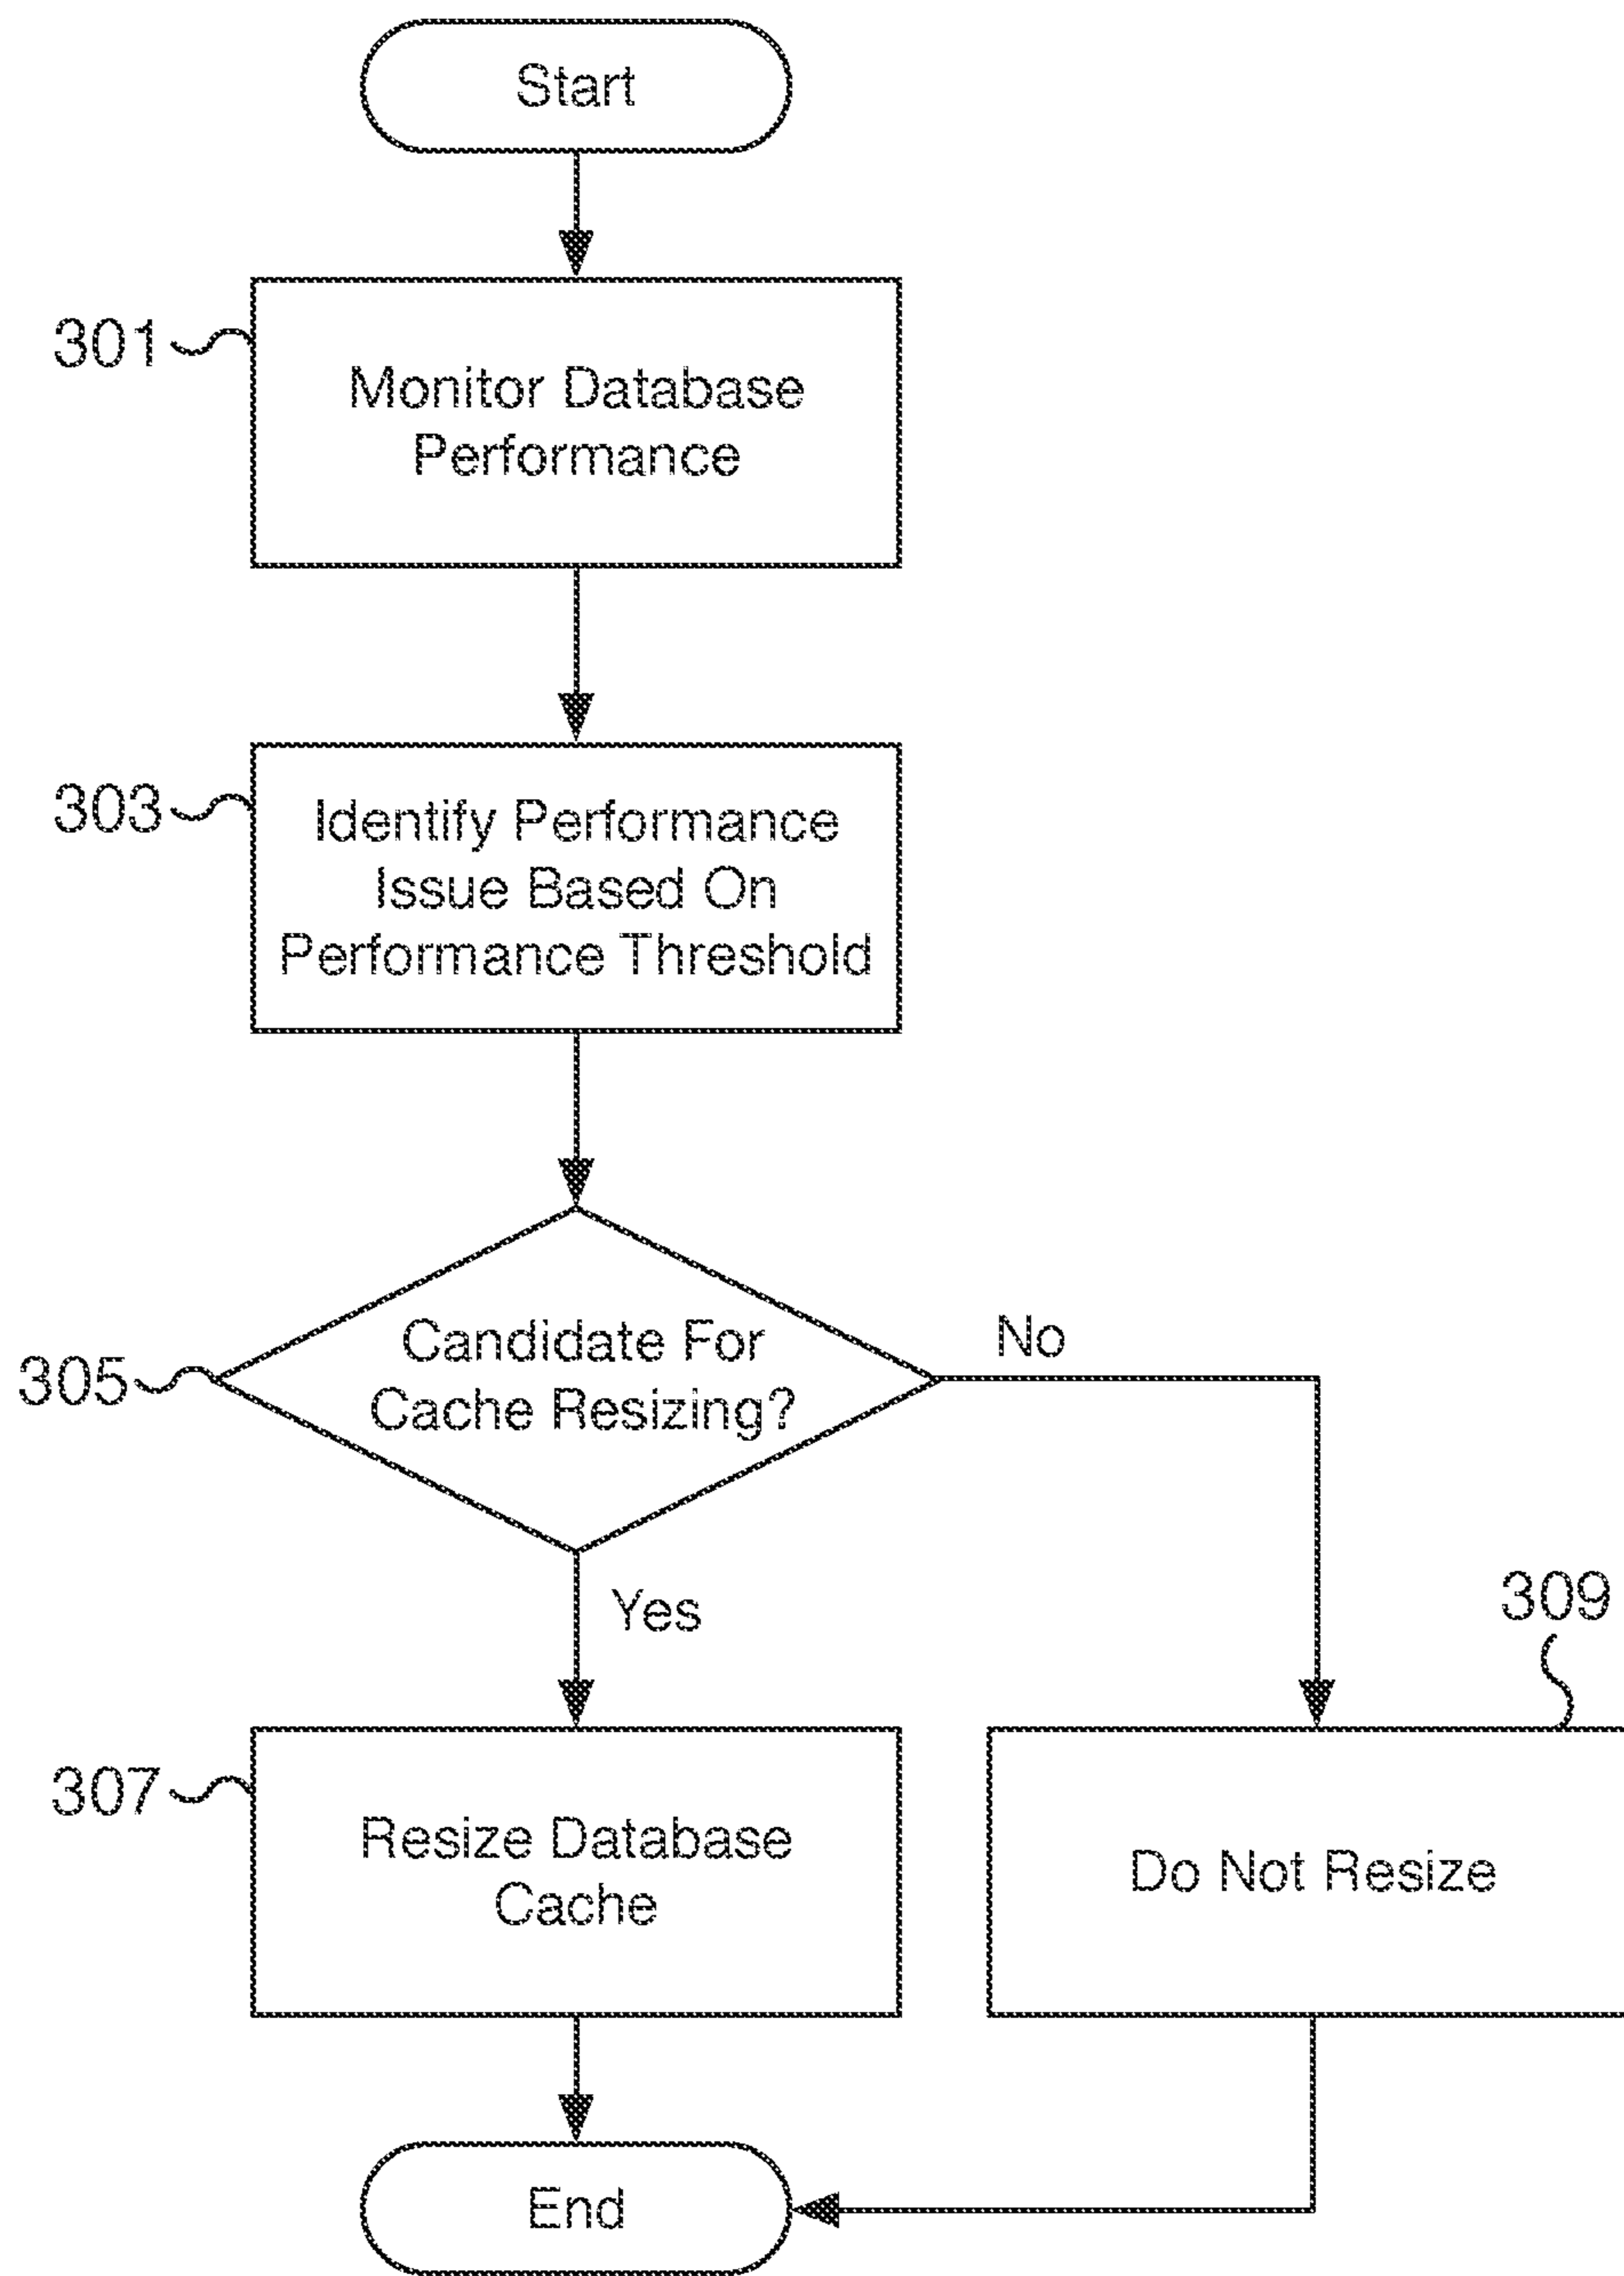 Start
301
Monitor Database
Performance
303
Identify Performance
Issue Based On
Performance Threshold
305
Candidate For
Cache Resizing?
No
Yes
309
307
Resize Database
Cache
Do Not Resize
End